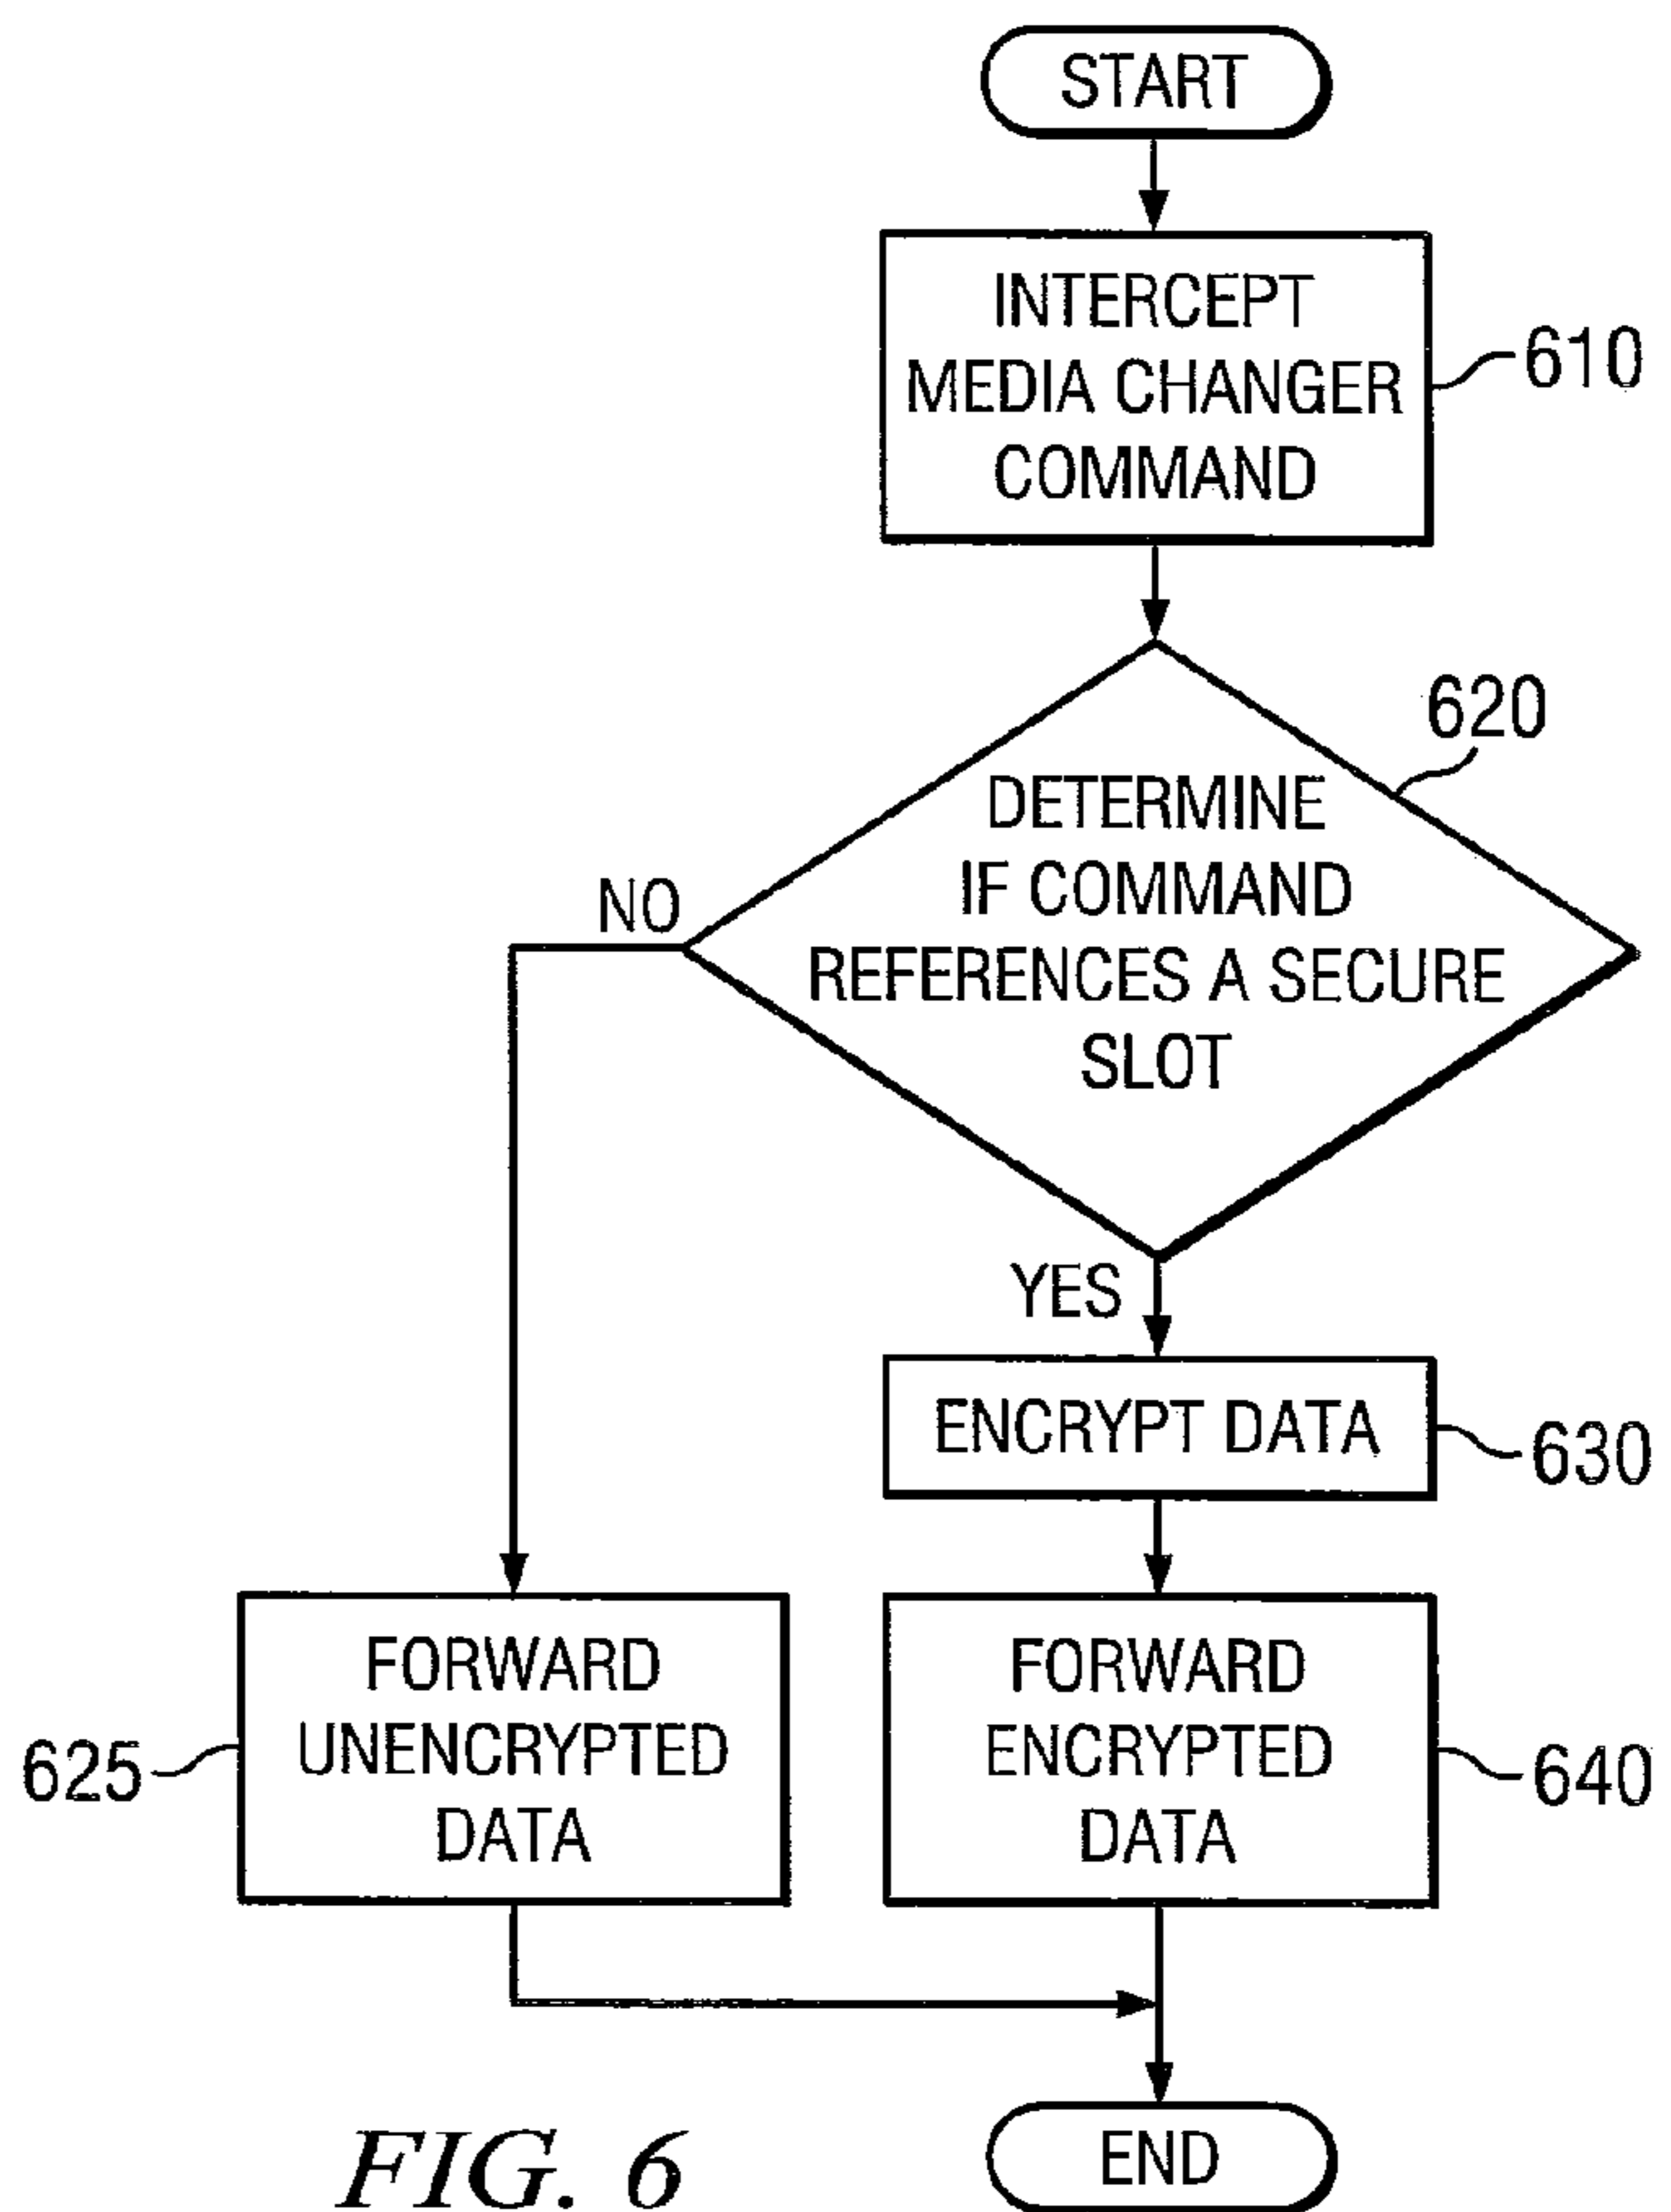 START
INTERCEPT
MEDIA CHANGER
COMMAND
610
620
DETERMINE
IF COMMAND
REFERENCES A SECURE
SLOT
NO
YES
ENCRYPT DATA
630
FORWARD
UNENCRYPTED
DATA
625
FORWARD
ENCRYPTED
DATA
640
END
FIG. 6